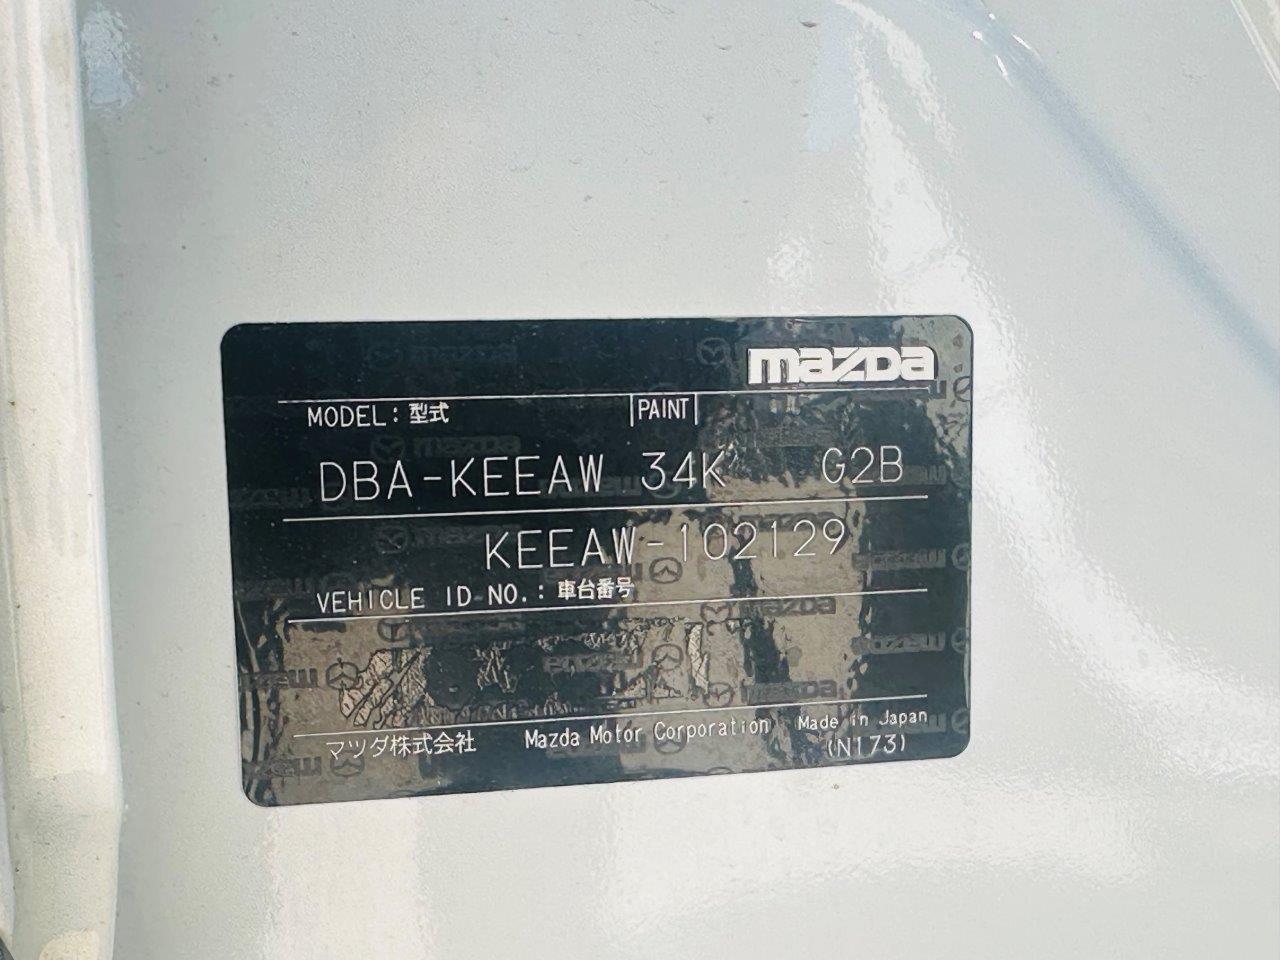 mazda
MODEL: 型式 PAINT
DBA-KEEAW 34K G2B
KEEAW-102129
VEHICLE ID NO.: 車台番号
マツダ株式会社 Mazda Motor Corporation Made in Japan
(N173)